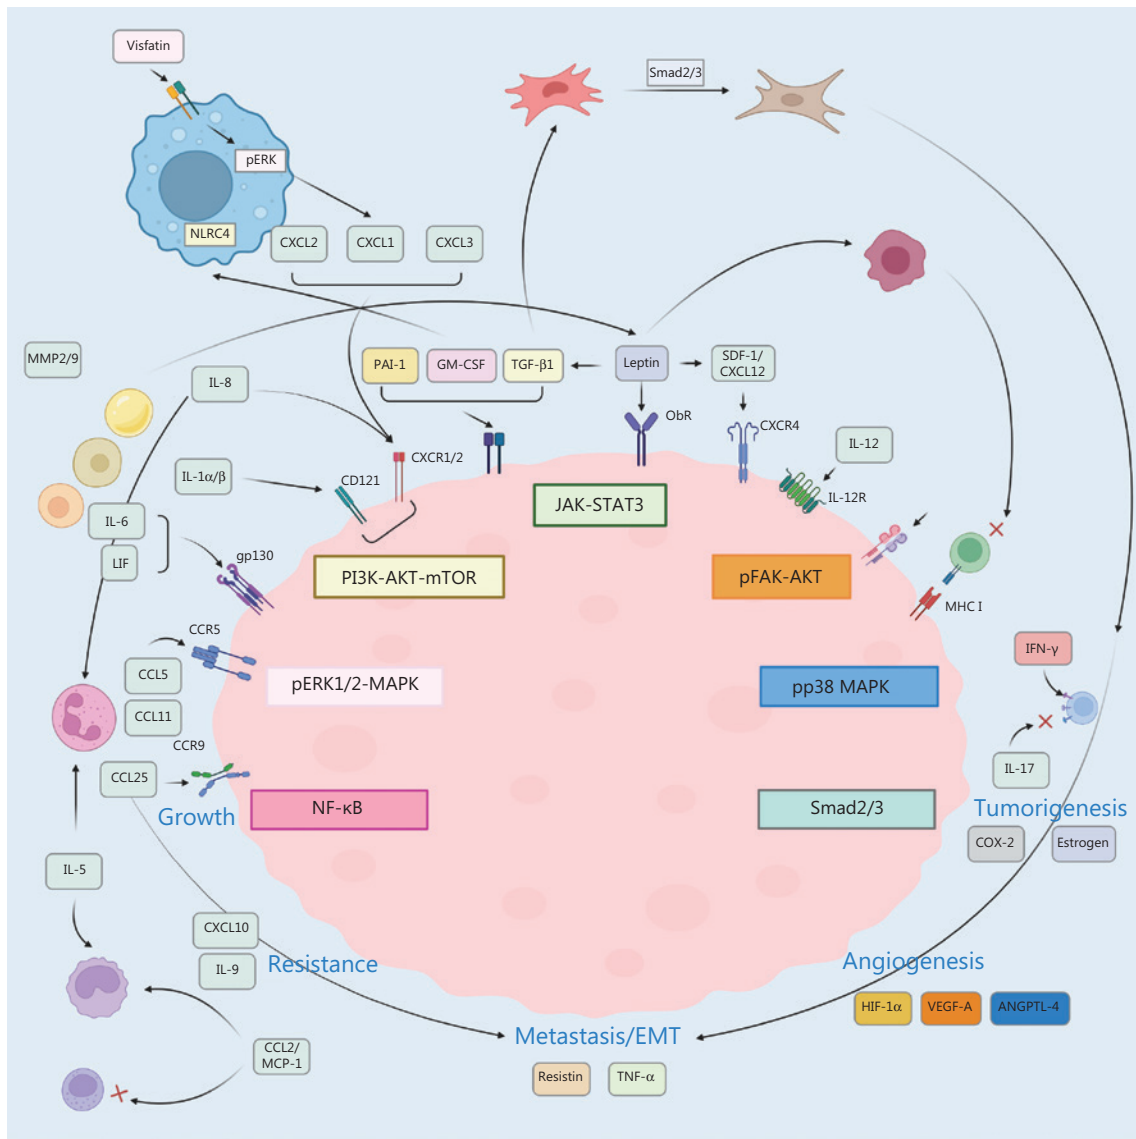 Visfatin
Smad2/3
pERK
NLRC4
CXCL2
CXCL1
CXCL3
MMP2/9
IL-8
PAI-1
GM-CSF
TGF-β1
Leptin
SDF-1/
CXCL12
ObR
CXCR4
IL-12
CXCR1/2
CD121
IL-1α/β
IL-12R
JAK-STAT3
IL-6
LIF
gp130
PI3K-AKT-mTOR
pFAK-AKT
MHC I
CCR5
CCL5
CCL11
pERK1/2-MAPK
pp38 MAPK
IFN-γ
CCR9
CCL25
IL-17
Growth
NF-κB
Smad2/3
Tumorigenesis
COX-2
Estrogen
IL-5
CXCL10
IL-9
Resistance
Angiogenesis
HIF-1α
VEGF-A
ANGPTL-4
CCL2/
MCP-1
Metastasis/EMT
Resistin
TNF-α